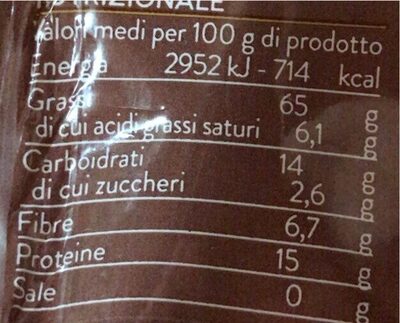 NUTRIZIONALE
Valori medi per 100 g di prodotto
Energia 2952 kJ - 714 kcal
Grassi 65 g
di cui acidi grassi saturi 6,1 g
Carboidrati 14 g
di cui zuccheri 2,6 g
Fibre 6,7 g
Proteine 15 g
Sale 0 g